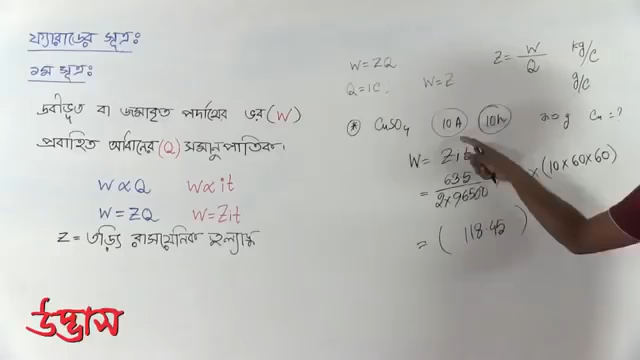 ফ্যারাডের সূত্রঃ
১ম সূত্রঃ
দ্রবীভূত বা জমাকৃত পদার্থের ভর (W)
প্রবাহিত আধানের (Q) সমানুপাতিক।
W ∝ Q W ∝ it
W = ZQ W = Zit
Z = তড়িৎ রাসায়নিক তুল্যাঙ্ক
W = ZQ
Q = 1C W = Z
Z = W/Q kg/C
g/C
CuSO4 10A 10h g Cu = ?
W = Zit
= 63.5/(2×96500) × (10×60×60)
= ( 118.45 )
উদ্ভাস